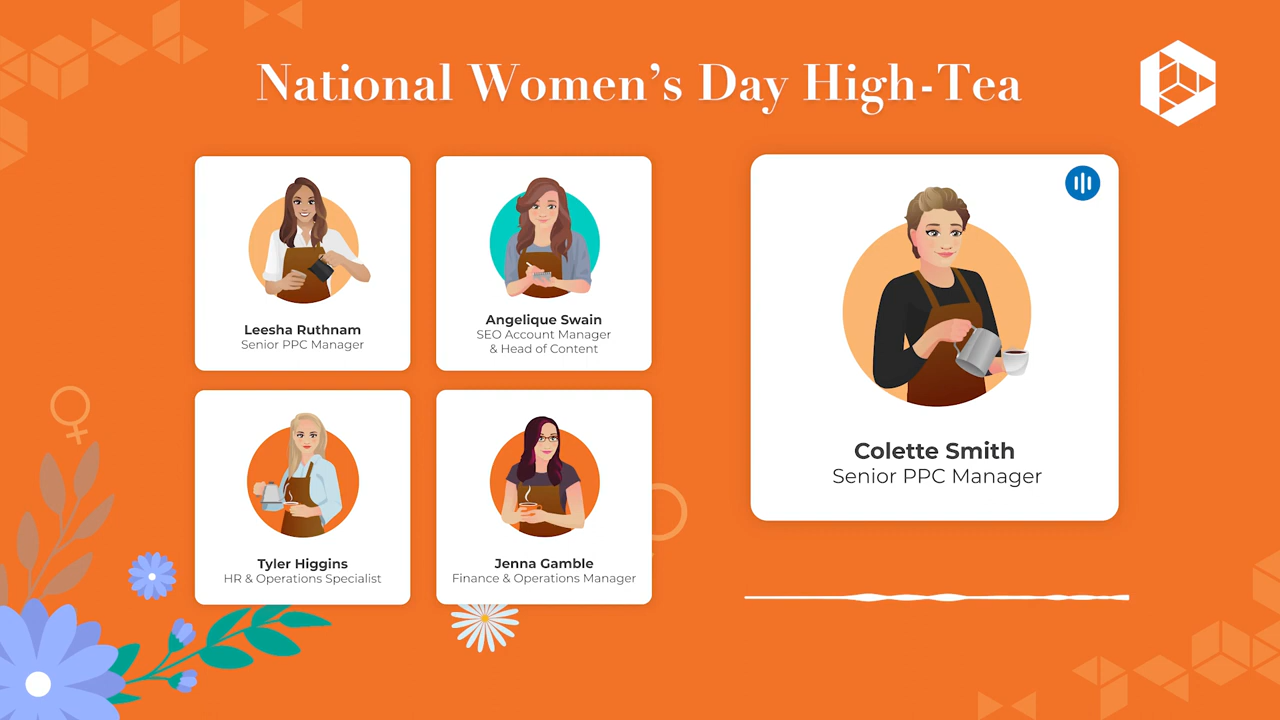 National Women’s Day High-Tea
Leesha Ruthnam
Senior PPC Manager
Angelique Swain
SEO Account Manager
& Head of Content
Tyler Higgins
HR & Operations Specialist
Jenna Gamble
Finance & Operations Manager
Colette Smith
Senior PPC Manager